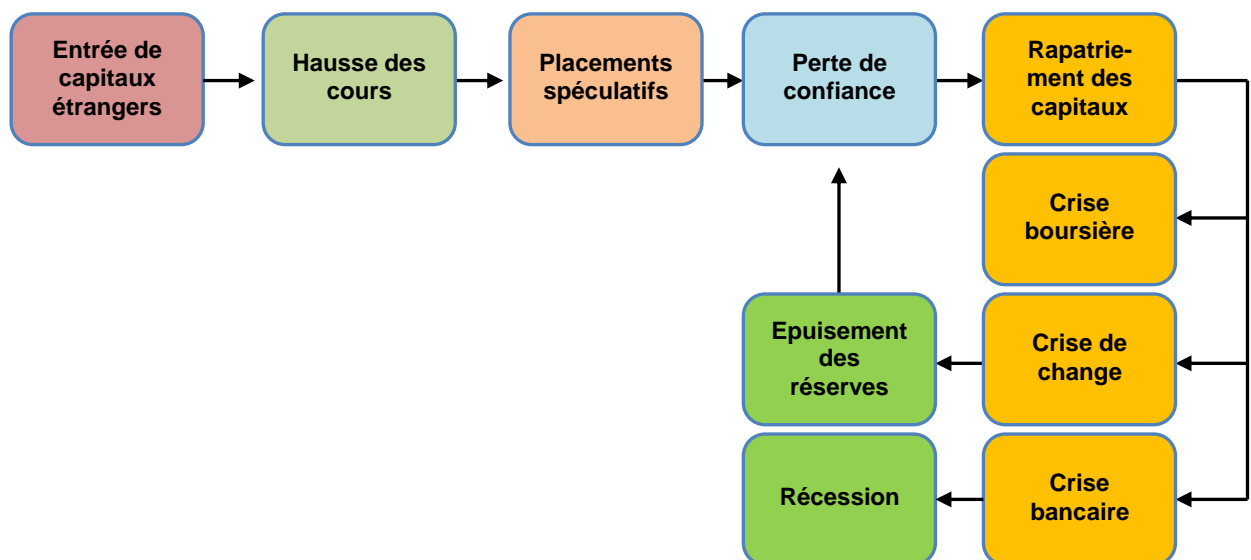 Entrée de
capitaux
étrangers
Hausse des
cours
Placements
spéculatifs
Perte de
confiance
Rapatrie-
ment des
capitaux
Crise
boursière
Epuisement
des
réserves
Crise de
change
Récession
Crise
bancaire